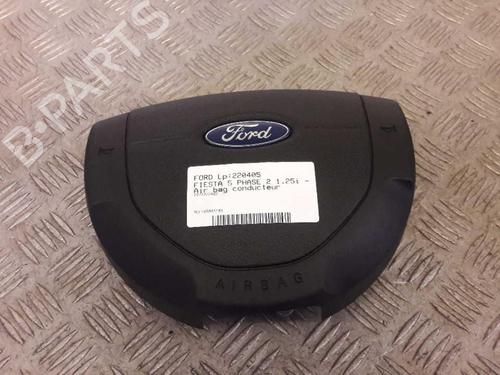 B-PARTS
Ford
FORD Lp:220405
FIESTA 5 PHASE 2 1.25i -
Air bag conducteur
AIRBAG